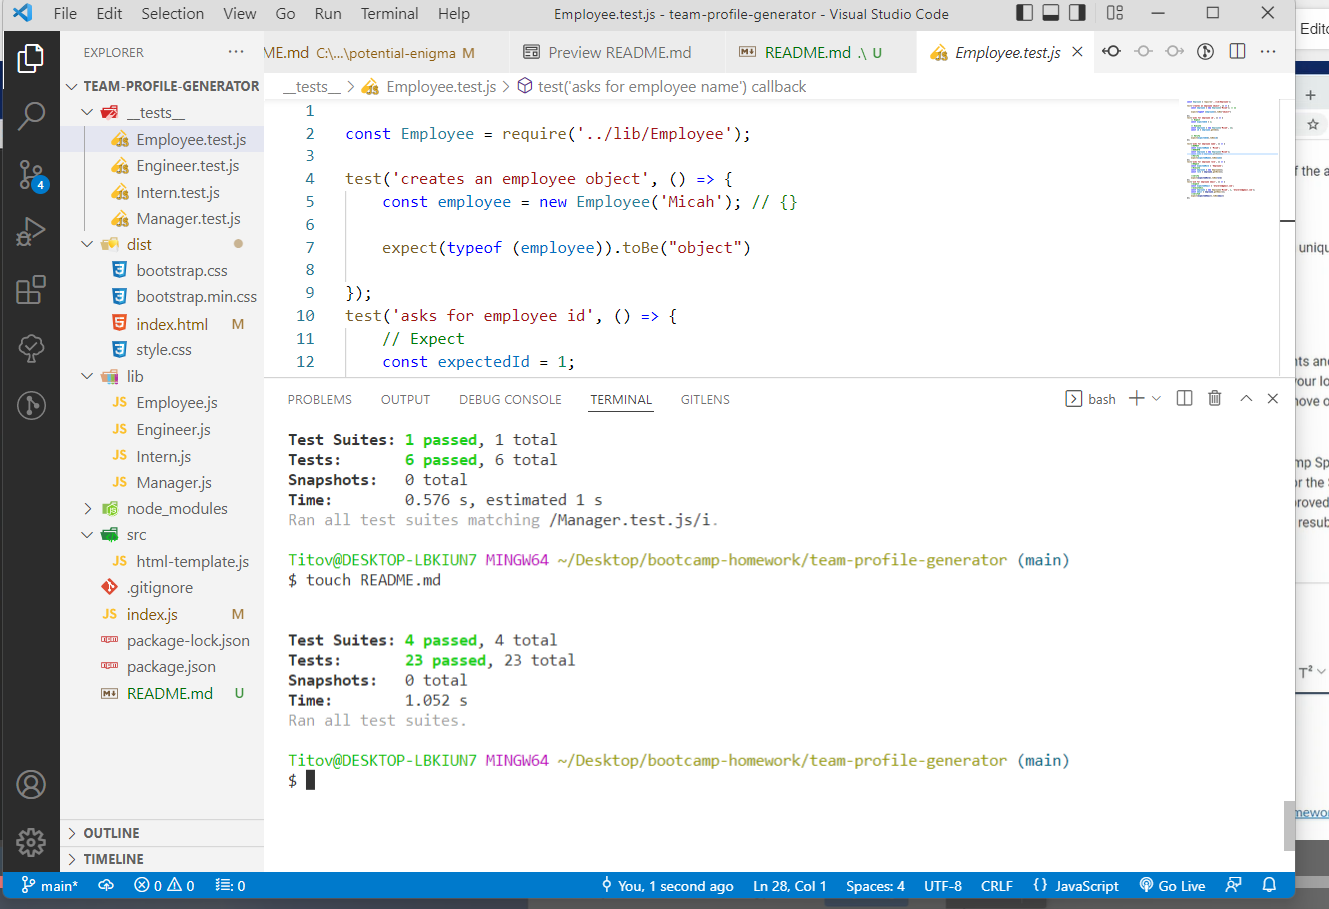 File Edit Selection View Go Run Terminal Help Employee.test.js - team-profile-generator - Visual Studio Code
EXPLORER
TEAM-PROFILE-GENERATOR
__tests__
Employee.test.js
Engineer.test.js
Intern.test.js
Manager.test.js
dist
bootstrap.css
bootstrap.min.css
index.html M
style.css
lib
Employee.js
Engineer.js
Intern.js
Manager.js
node_modules
src
html-template.js
.gitignore
index.js M
package-lock.json
package.json
README.md U
OUTLINE
TIMELINE
4
ME.md C:\...\potential-enigma M
Preview README.md
README.md .\ U
Employee.test.js
__tests__ > Employee.test.js > test('asks for employee name') callback
1
2 const Employee = require('../lib/Employee');
3
4 test('creates an employee object', () => {
5 const employee = new Employee('Micah'); // {}
6
7 expect(typeof (employee)).toBe("object")
8
9 });
10 test('asks for employee id', () => {
11 // Expect
12 const expectedId = 1;
PROBLEMS OUTPUT DEBUG CONSOLE TERMINAL GITLENS
bash
Test Suites: 1 passed, 1 total
Tests: 6 passed, 6 total
Snapshots: 0 total
Time: 0.576 s, estimated 1 s
Ran all test suites matching /Manager.test.js/i.
Titov@DESKTOP-LBKIUN7 MINGW64 ~/Desktop/bootcamp-homework/team-profile-generator (main)
$ touch README.md
Test Suites: 4 passed, 4 total
Tests: 23 passed, 23 total
Snapshots: 0 total
Time: 1.052 s
Ran all test suites.
Titov@DESKTOP-LBKIUN7 MINGW64 ~/Desktop/bootcamp-homework/team-profile-generator (main)
$
main* 0 0 : 0 You, 1 second ago Ln 28, Col 1 Spaces: 4 UTF-8 CRLF {} JavaScript Go Live